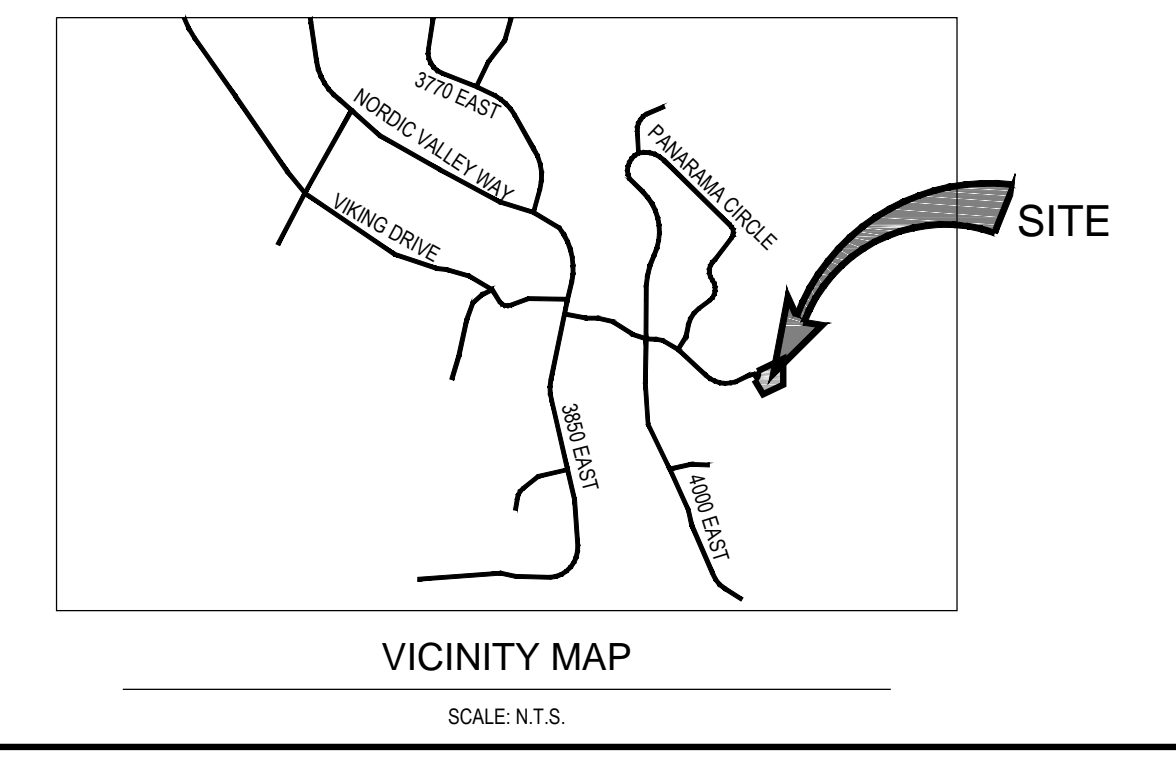 3770 EAST
NORDIC VALLEY WAY
PANARAMA CIRCLE
VIKING DRIVE
SITE
3850 EAST
4000 EAST
VICINITY MAP
SCALE: N.T.S.